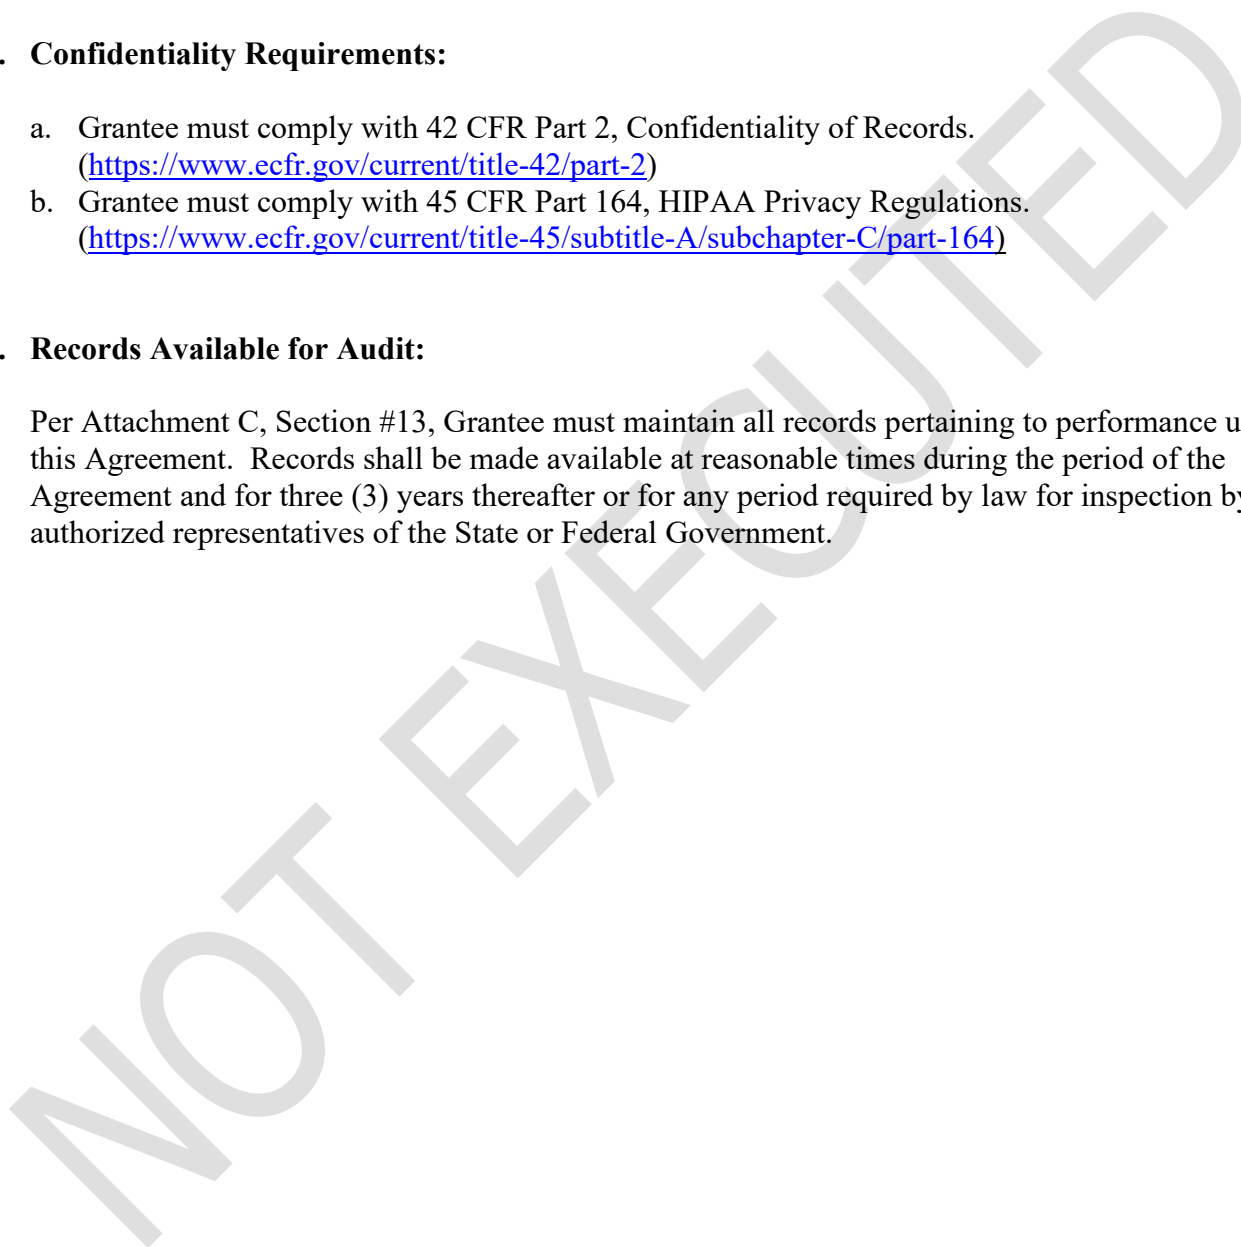 . Confidentiality Requirements:
a. Grantee must comply with 42 CFR Part 2, Confidentiality of Records.
(https://www.ecfr.gov/current/title-42/part-2)
b. Grantee must comply with 45 CFR Part 164, HIPAA Privacy Regulations.
(https://www.ecfr.gov/current/title-45/subtitle-A/subchapter-C/part-164)
. Records Available for Audit:
Per Attachment C, Section #13, Grantee must maintain all records pertaining to performance u
this Agreement. Records shall be made available at reasonable times during the period of the
Agreement and for three (3) years thereafter or for any period required by law for inspection by
authorized representatives of the State or Federal Government.
NOT EXECUTED